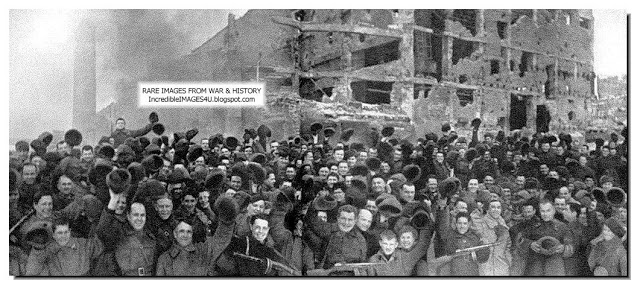 RARE IMAGES FROM WAR & HISTORY
IncredibleIMAGES4U.blogspot.com